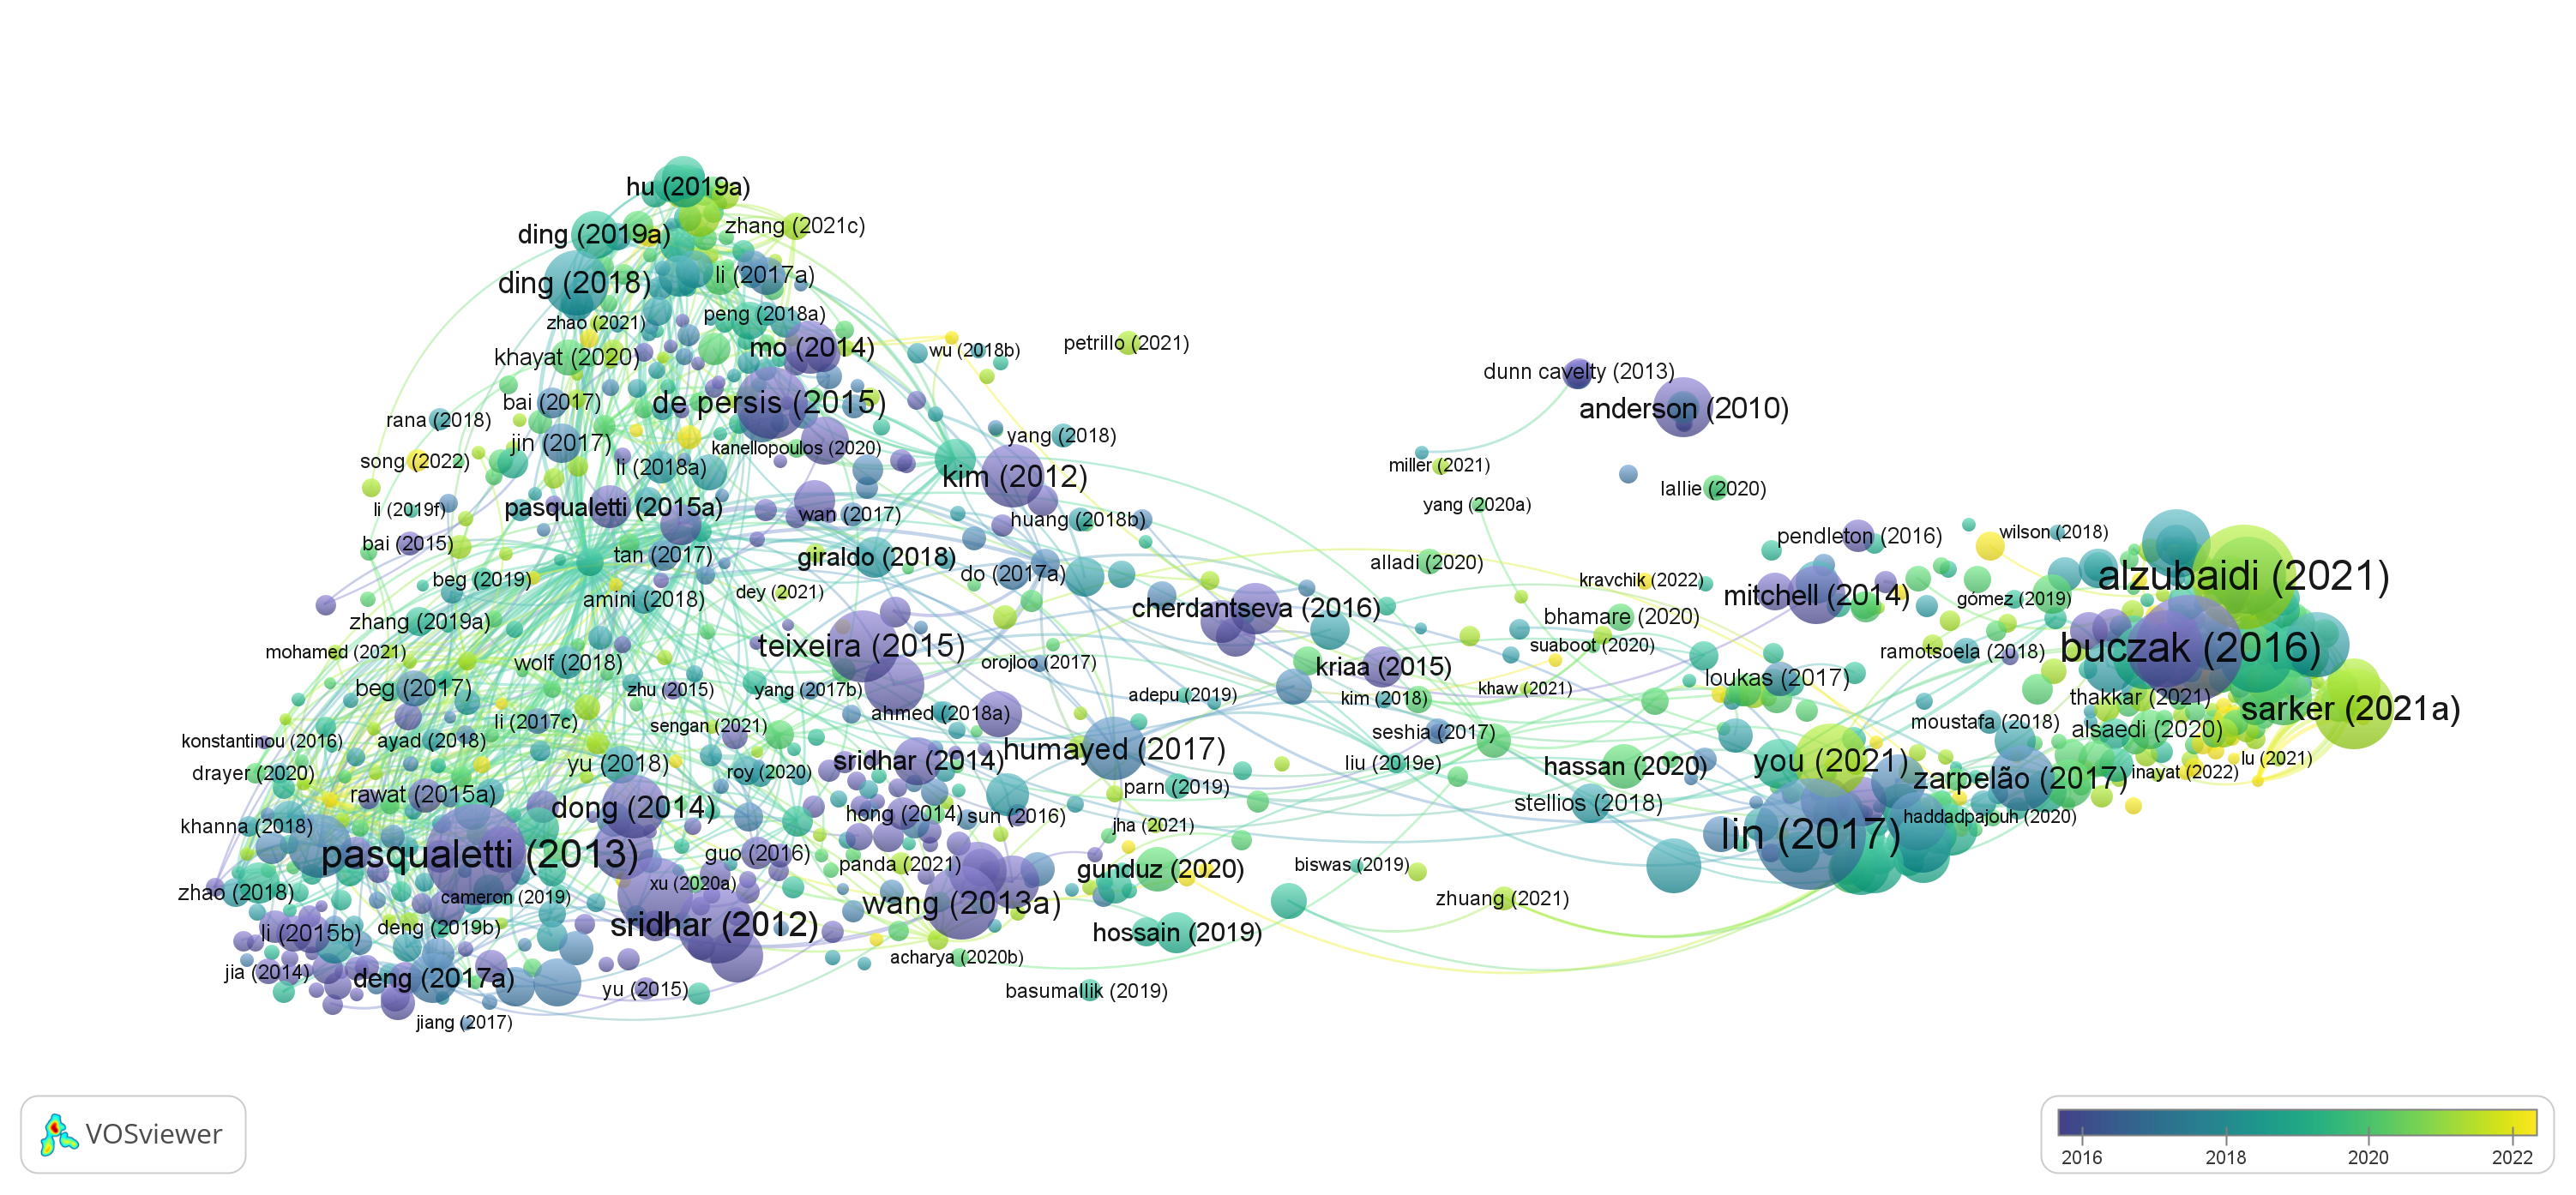 hu (2019a)
zhang (2021c)
ding (2019a)
li (2017a)
ding (2018)
peng (2018a)
zhao (2021)
petrillo (2021)
mo (2014)
wu (2018b)
khayat (2020)
dunn cavelty (2013)
bai (2017)
de persis (2015)
anderson (2010)
rana (2018)
yang (2018)
jin (2017)
kanellopoulos (2020)
song (2022)
li (2018a)
miller (2021)
kim (2012)
lallie (2020)
yang (2020a)
pasqualetti (2015a)
li (2019f)
wan (2017)
huang (2018b)
wilson (2018)
pendleton (2016)
bai (2015)
tan (2017)
giraldo (2018)
alladi (2020)
do (2017a)
alzubaidi (2021)
beg (2019)
kravchik (2022)
dey (2021)
mitchell (2014)
amini (2018)
gómez (2019)
cherdantseva (2016)
bhamare (2020)
zhang (2019a)
teixeira (2015)
suaboot (2020)
buczak (2016)
mohamed (2021)
ramotsoela (2018)
wolf (2018)
orojloo (2017)
kriaa (2015)
loukas (2017)
beg (2017)
zhu (2015)
yang (2017b)
khaw (2021)
adepu (2019)
kim (2018)
thakkar (2021)
sarker (2021a)
ahmed (2018a)
li (2017c)
moustafa (2018)
sengan (2021)
seshia (2017)
alsaedi (2020)
konstantinou (2016)
ayad (2018)
humayed (2017)
sridhar (2014)
lu (2021)
you (2021)
yu (2018)
liu (2019e)
hassan (2020)
drayer (2020)
roy (2020)
inayat (2022)
zarpelão (2017)
parn (2019)
rawat (2015a)
stellios (2018)
dong (2014)
hong (2014)
sun (2016)
haddadpajouh (2020)
khanna (2018)
jha (2021)
lin (2017)
pasqualetti (2013)
guo (2016)
panda (2021)
biswas (2019)
gunduz (2020)
xu (2020a)
zhao (2018)
cameron (2019)
zhuang (2021)
wang (2013a)
sridhar (2012)
deng (2019b)
li (2015b)
hossain (2019)
acharya (2020b)
jia (2014)
deng (2017a)
yu (2015)
basumallik (2019)
jiang (2017)
VOSviewer
2016 2018 2020 2022